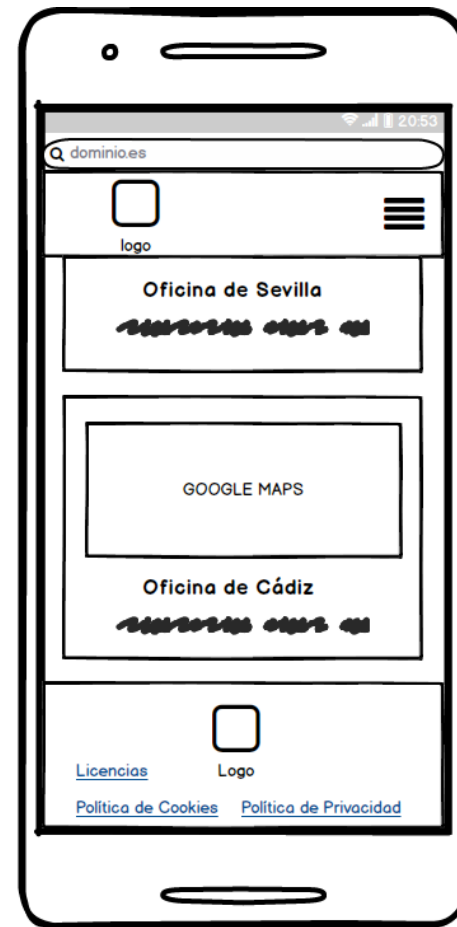 20:53
dominio.es
logo
Oficina de Sevilla
GOOGLE MAPS
Oficina de Cádiz
Logo
Licencias
Política de Cookies Política de Privacidad